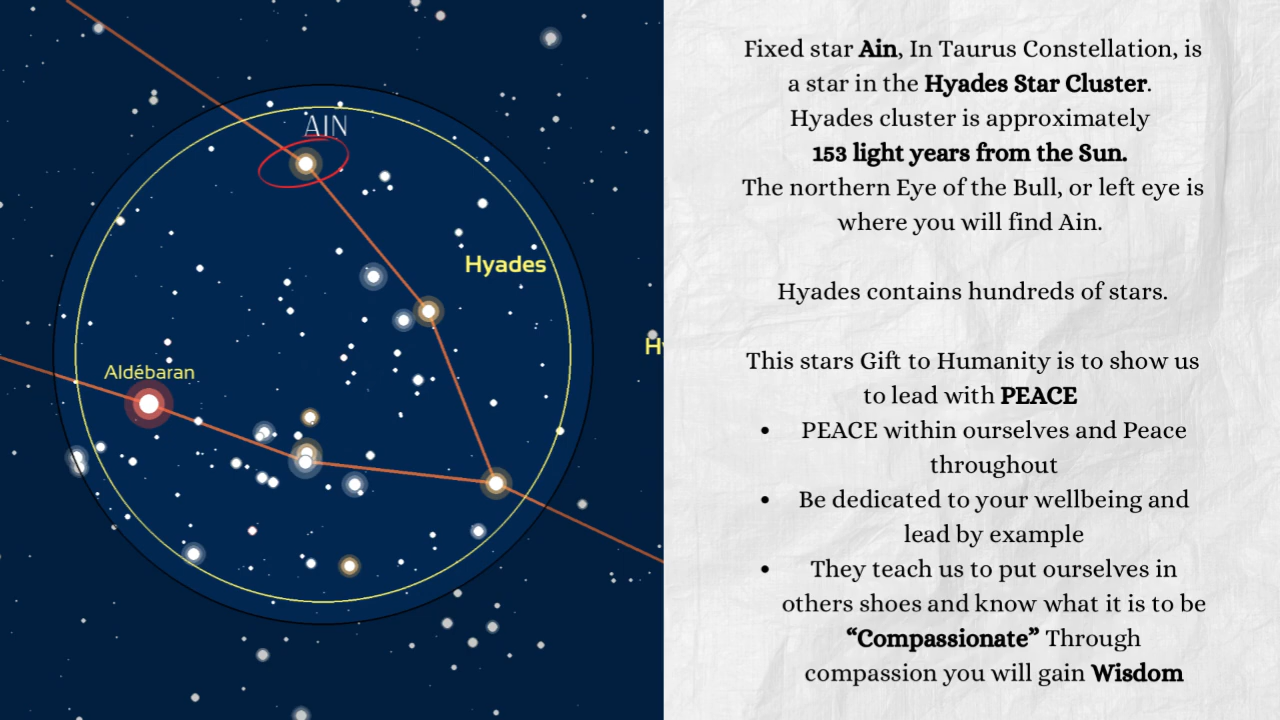 AIN
Hyades
Aldébaran
Fixed star Ain, In Taurus Constellation, is
a star in the Hyades Star Cluster.
Hyades cluster is approximately
153 light years from the Sun.
The northern Eye of the Bull, or left eye is
where you will find Ain.
Hyades contains hundreds of stars.
This stars Gift to Humanity is to show us
to lead with PEACE
• PEACE within ourselves and Peace
throughout
• Be dedicated to your wellbeing and
lead by example
• They teach us to put ourselves in
others shoes and know what it is to be
“Compassionate” Through
compassion you will gain Wisdom